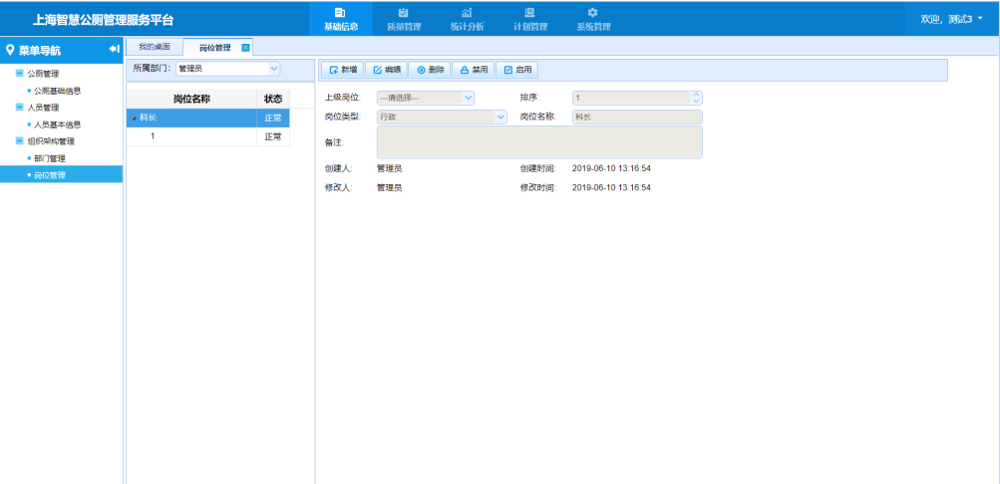 上海智慧公厕管理服务平台
基础信息 质量管理 统计分析 计划管理 系统管理
欢迎, 测试3
菜单导航
我的桌面 岗位管理
公厕管理
公厕基础信息
人员管理
人员基本信息
组织架构管理
部门管理
岗位管理
所属部门: 管理员
岗位名称 状态
科长 正常
1 正常
新增 编辑 删除 禁用 启用
上级岗位: ---请选择--- 排序: 1
岗位类型: 行政 岗位名称: 科长
备注:
创建人: 管理员 创建时间: 2019-06-10 13:16:54
修改人: 管理员 修改时间: 2019-06-10 13:16:54